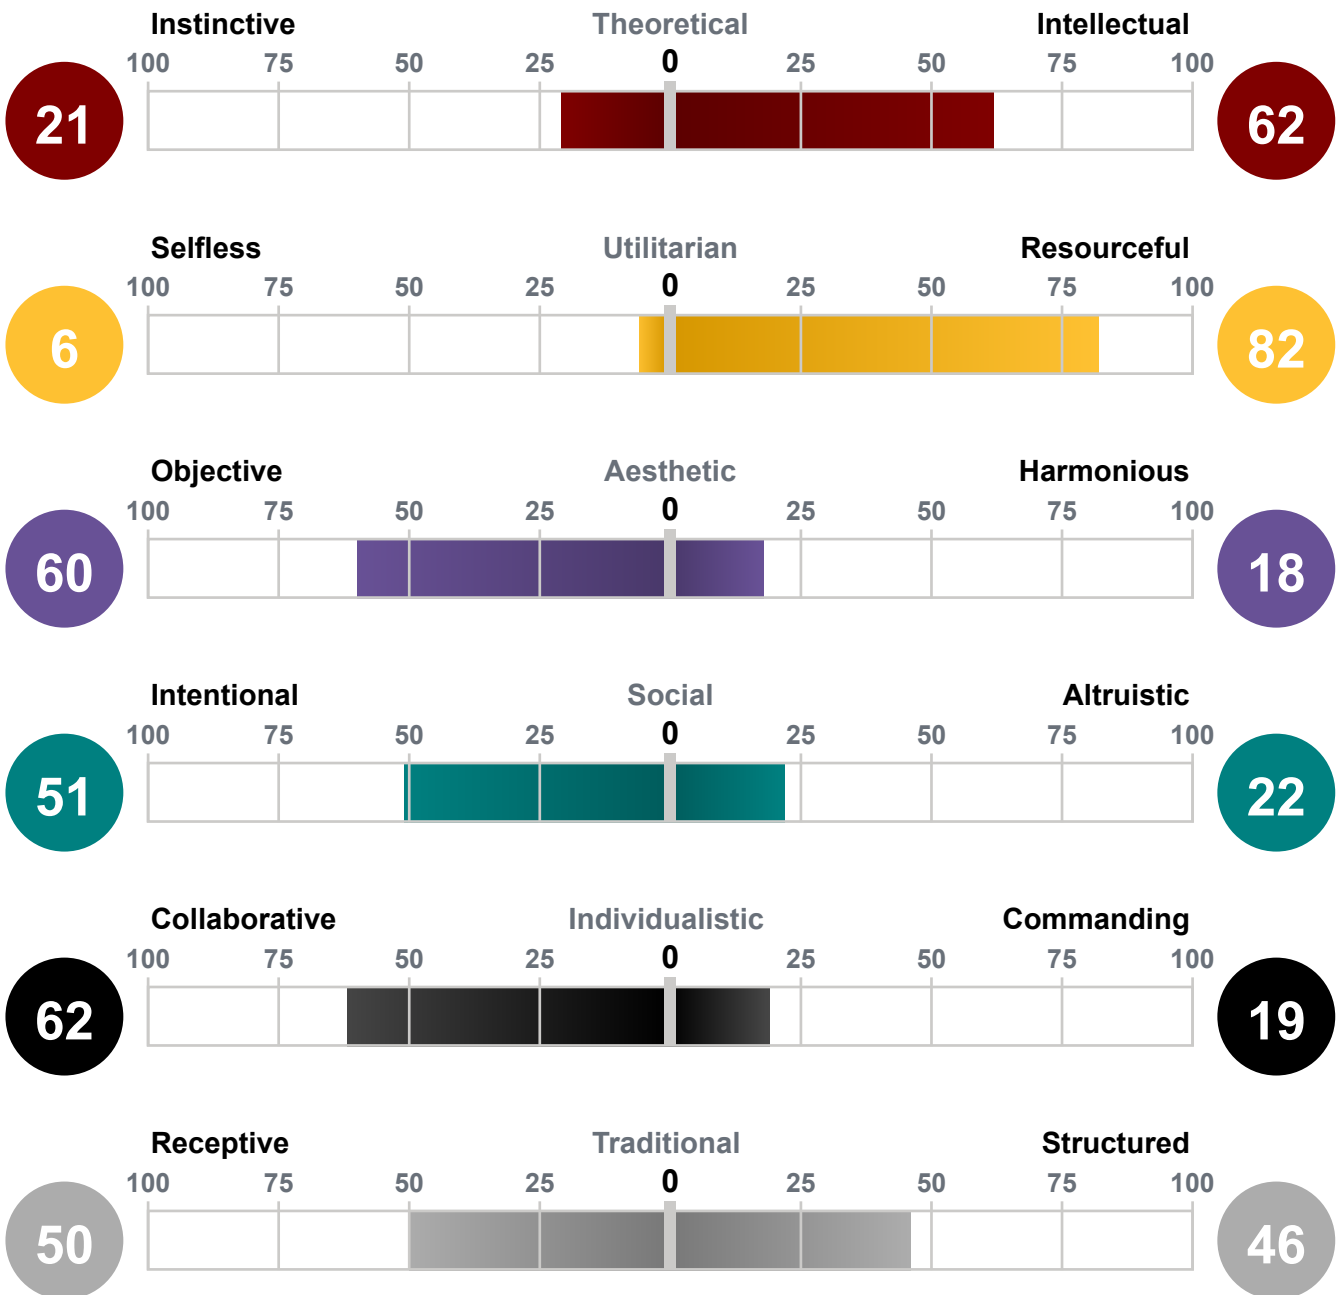 Instinctive Theoretical Intellectual
100 75 50 25 0 25 50 75 100
21 62
Selfless Utilitarian Resourceful
100 75 50 25 0 25 50 75 100
6 82
Objective Aesthetic Harmonious
100 75 50 25 0 25 50 75 100
60 18
Intentional Social Altruistic
100 75 50 25 0 25 50 75 100
51 22
Collaborative Individualistic Commanding
100 75 50 25 0 25 50 75 100
62 19
Receptive Traditional Structured
100 75 50 25 0 25 50 75 100
50 46